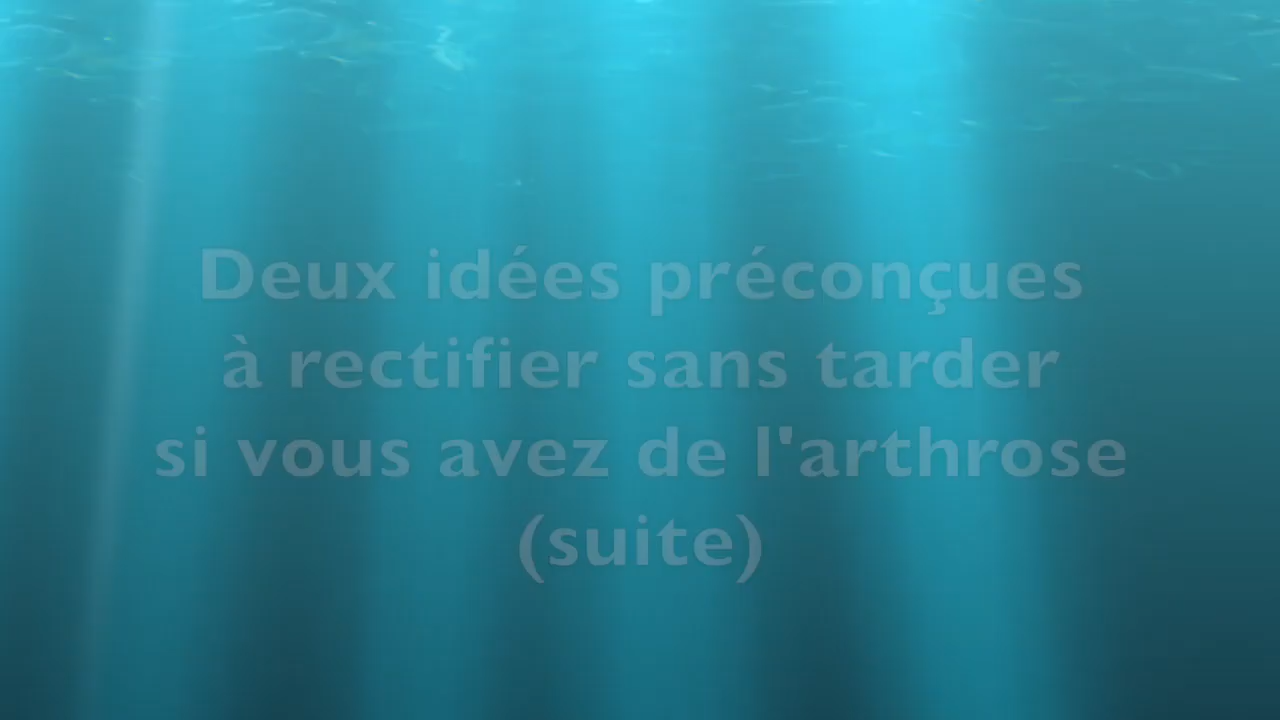 Deux idées préconçues
à rectifier sans tarder
si vous avez de l'arthrose
(suite)